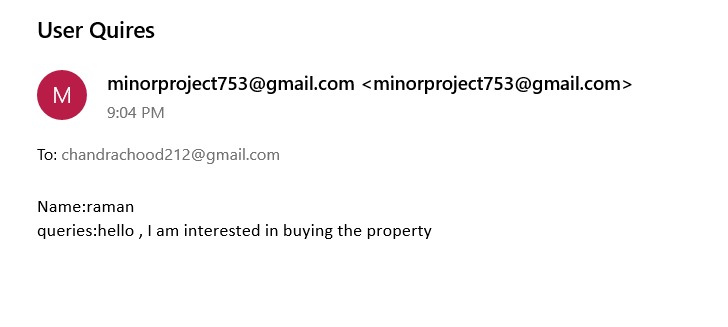 User Quires
M
minorproject753@gmail.com <minorproject753@gmail.com>
9:04 PM
To: chandrachood212@gmail.com
Name:raman
queries:hello , I am interested in buying the property